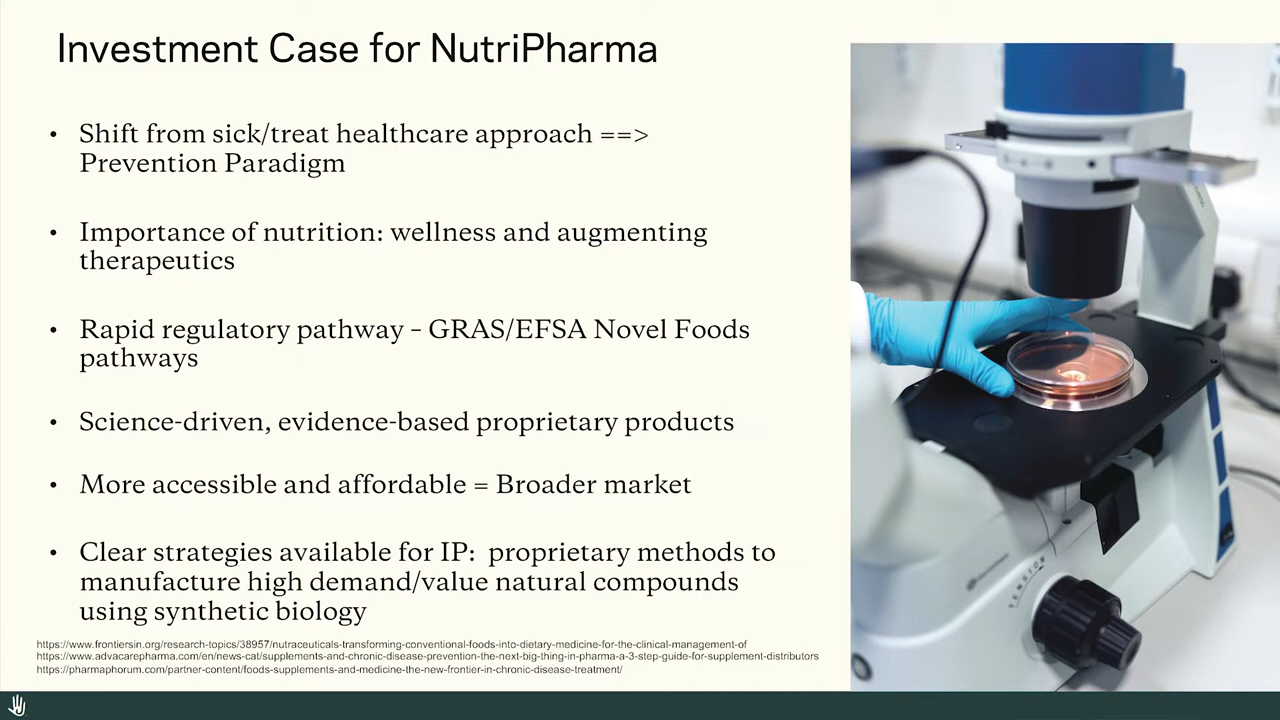 Investment Case for NutriPharma
• Shift from sick/treat healthcare approach ==>
Prevention Paradigm
• Importance of nutrition: wellness and augmenting
therapeutics
• Rapid regulatory pathway – GRAS/EFSA Novel Foods
pathways
• Science-driven, evidence-based proprietary products
• More accessible and affordable = Broader market
• Clear strategies available for IP:  proprietary methods to
manufacture high demand/value natural compounds
using synthetic biology
https://www.frontiersin.org/research-topics/38957/nutraceuticals-transforming-conventional-foods-into-dietary-medicine-for-the-clinical-management-of
https://www.advacarepharma.com/en/news-cat/supplements-and-chronic-disease-prevention-the-next-big-thing-in-pharma-a-3-step-guide-for-supplement-distributors
https://pharmaphorum.com/partner-content/foods-supplements-and-medicine-the-new-frontier-in-chronic-disease-treatment/
TENSION